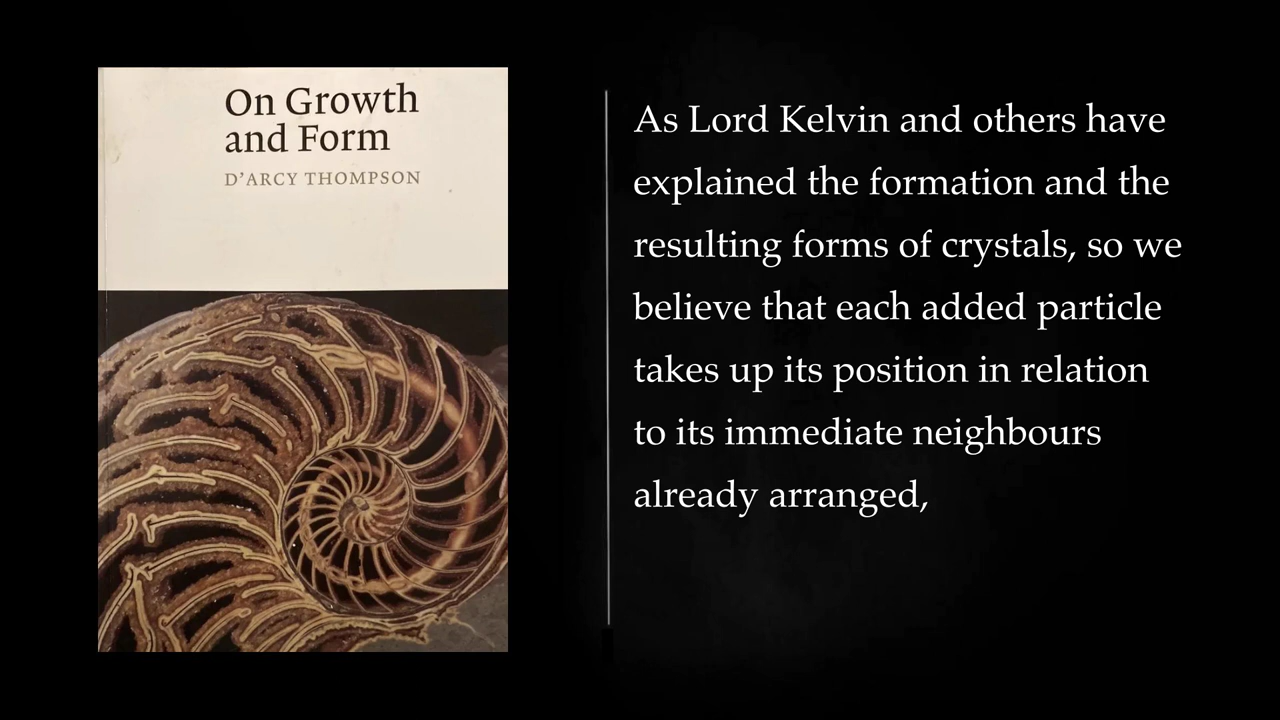 On Growth
and Form
D'ARCY THOMPSON
As Lord Kelvin and others have
explained the formation and the
resulting forms of crystals, so we
believe that each added particle
takes up its position in relation
to its immediate neighbours
already arranged,